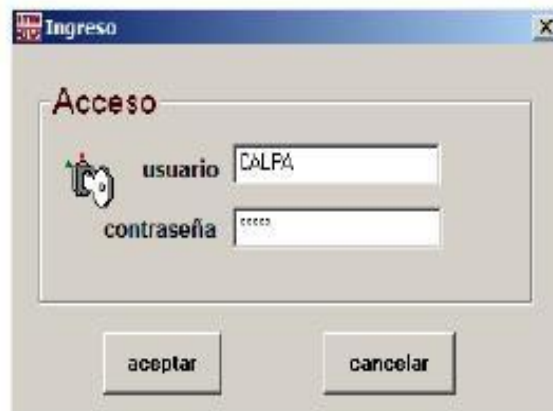 Ingreso
Acceso
usuario CALPA
contraseña *****
aceptar cancelar